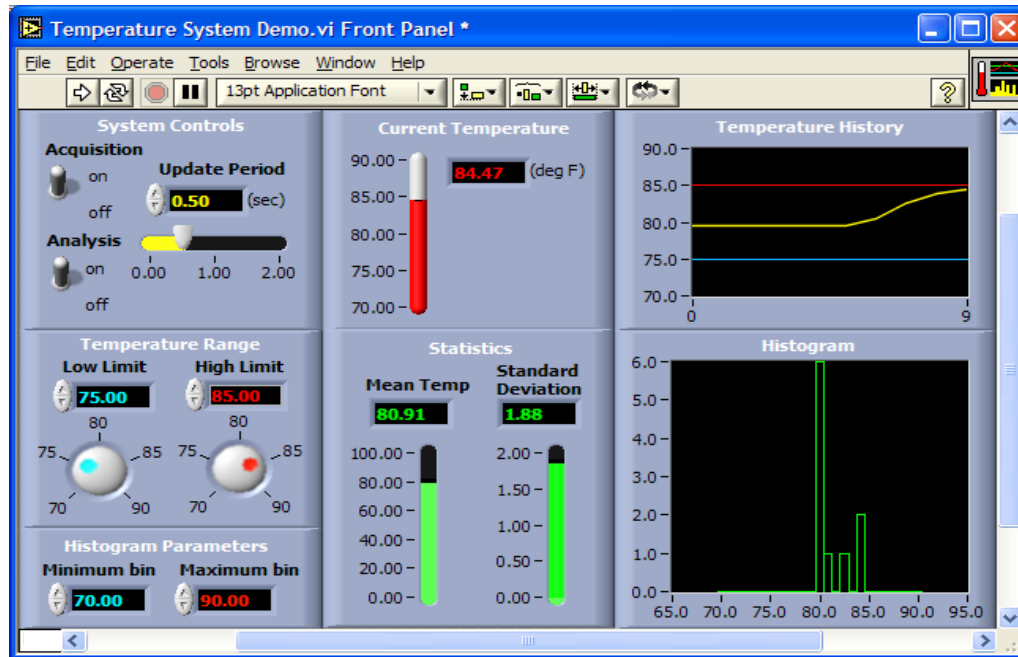 Temperature System Demo.vi Front Panel *
File Edit Operate Tools Browse Window Help
13pt Application Font
?
System Controls
Acquisition
on
off
Update Period
0.50 (sec)
Analysis
on
off
0.00 1.00 2.00
Current Temperature
90.00
85.00
80.00
75.00
70.00
84.47 (deg F)
Temperature History
90.0
85.0
80.0
75.0
70.0
0 9
Temperature Range
Low Limit High Limit
75.00 85.00
80 80
75 85 75 85
70 90 70 90
Histogram Parameters
Minimum bin Maximum bin
70.00 90.00
Statistics
Mean Temp
80.91
Standard
Deviation
1.88
100.00
80.00
60.00
40.00
20.00
0.00
2.00
1.50
1.00
0.50
0.00
Histogram
6.0
5.0
4.0
3.0
2.0
1.0
0.0
65.0 70.0 75.0 80.0 85.0 90.0 95.0